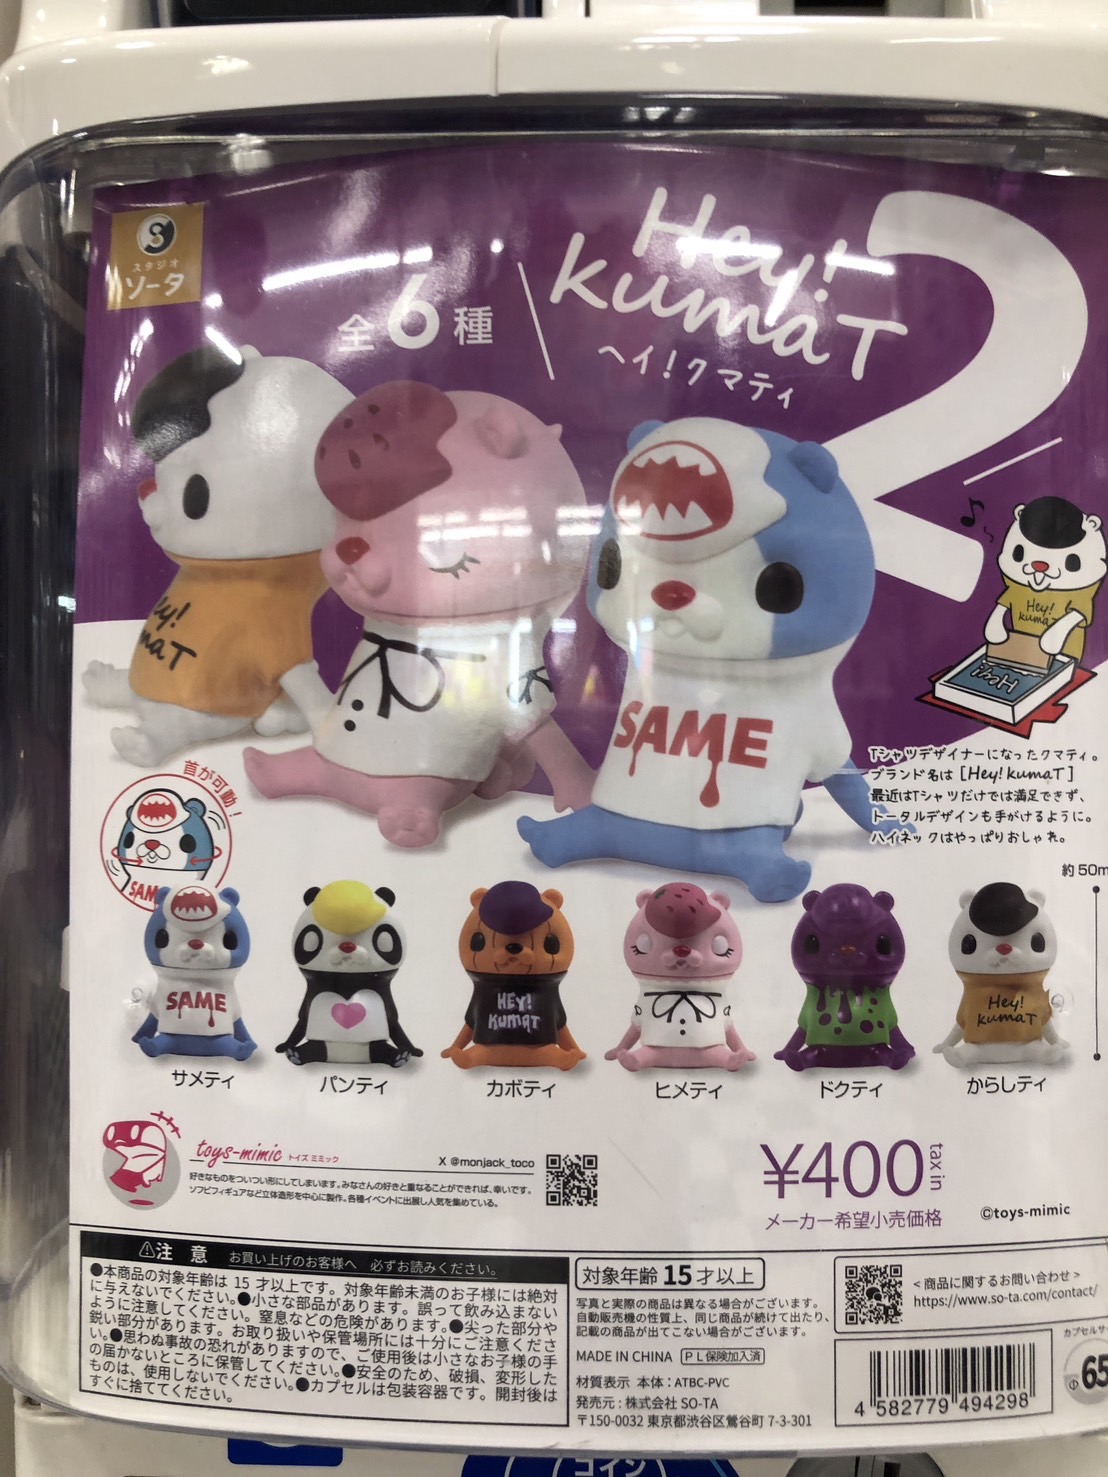 スタジオ
ソータ
全6種
Hey!
kumaT
2
ヘイ！クマティ
Hey!
kumaT
SAME
Hey!
kumaT
Hey!
Tシャツデザイナーになったクマティ。
ブランド名は［Hey! kumaT］
最近はTシャツだけでは満足できず、
トータルデザインも手がけるように。
ハイネックはやっぱりおしゃれ。
首が可動！
SAM
約50m
SAME
HEY!
KumaT
Hey!
kumaT
サメティ
パンティ
カボティ
ヒメティ
ドクティ
からしティ
toys-mimic トイズ ミミック
X @monjack_toco
好きなものをついつい形にしてしまいます。みなさんの好きと重なることができれば、幸いです。
ソフビフィギュアなど立体造形を中心に製作。各種イベントに出展し人気を集めている。
¥400 tax in
メーカー希望小売価格
©toys-mimic
⚠注 意 お買い上げのお客様へ 必ずお読みください。
●本商品の対象年齢は 15 才以上です。対象年齢未満のお子様には絶対
に与えないでください。●小さな部品があります。誤って飲み込まない
ように注意してください。窒息などの危険があります。●尖った部分や
鋭い部分があります。お取り扱いや保管場所には十分にご注意くださ
い。●思わぬ事故の恐れがありますので、ご使用後は小さなお子様の手
の届かないところに保管してください。●安全のため、破損、変形した
ものは、使用しないでください。●カプセルは包装容器です。開封後は
すぐに捨ててください。
対象年齢 15 才以上
写真と実際の商品は異なる場合がございます。
自動販売機の性質上、同じ商品が続けて出たり、
記載の商品が出てこない場合がございます。
MADE IN CHINA ＰＬ保険加入済
材質表示 本体：ATBC-PVC
発売元：株式会社 SO-TA
〒150-0032 東京都渋谷区鶯谷町 7-3-301
＜商品に関するお問い合わせ＞
https://www.so-ta.com/contact/
カプセルサ
φ65
4 582779 494298
コイン